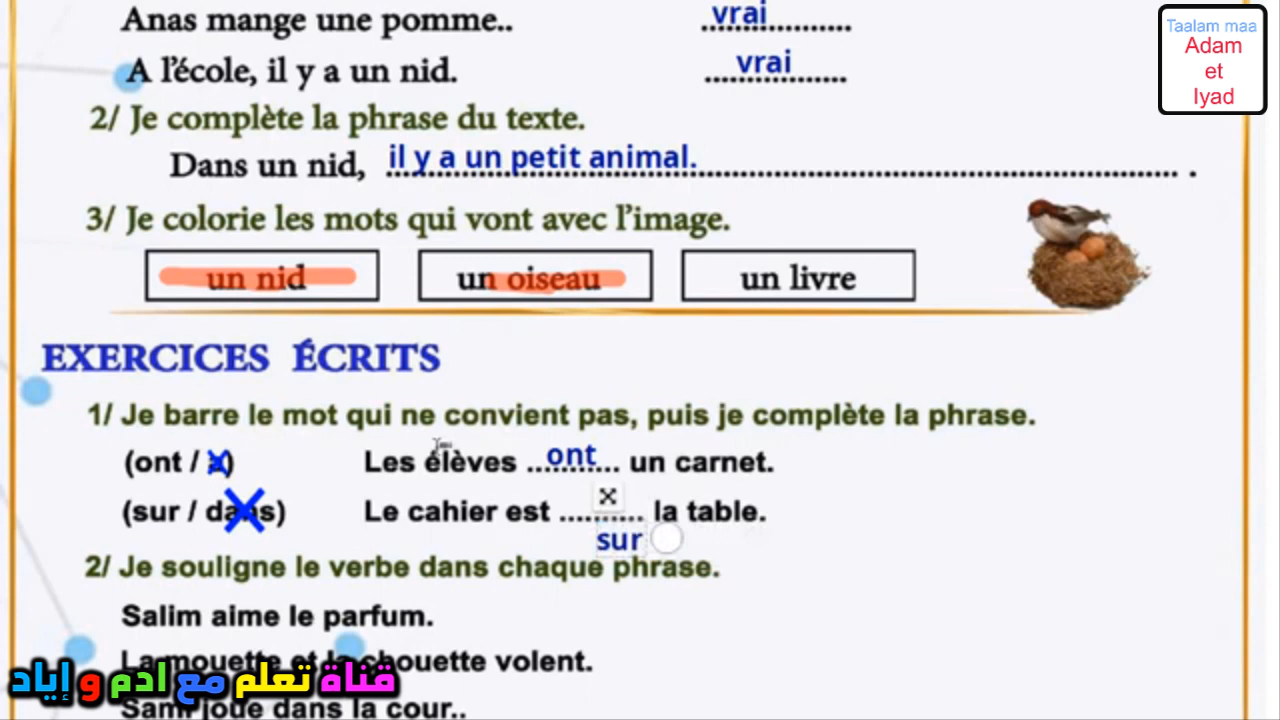 Anas mange une pomme.. vrai
A l'école, il y a un nid. vrai
2/ Je complète la phrase du texte.
Dans un nid, il y a un petit animal. .
3/ Je colorie les mots qui vont avec l'image.
un nid un oiseau un livre
EXERCICES ÉCRITS
1/ Je barre le mot qui ne convient pas, puis je complète la phrase.
(ont / a) Les élèves ...ont... un carnet.
(sur / dans) Le cahier est .......... la table.
sur
2/ Je souligne le verbe dans chaque phrase.
Salim aime le parfum.
La mouette et la chouette volent.
Sami joue dans la cour..
Taalam maa
Adam
et
Iyad
قناة تعلم مع ادم و إياد